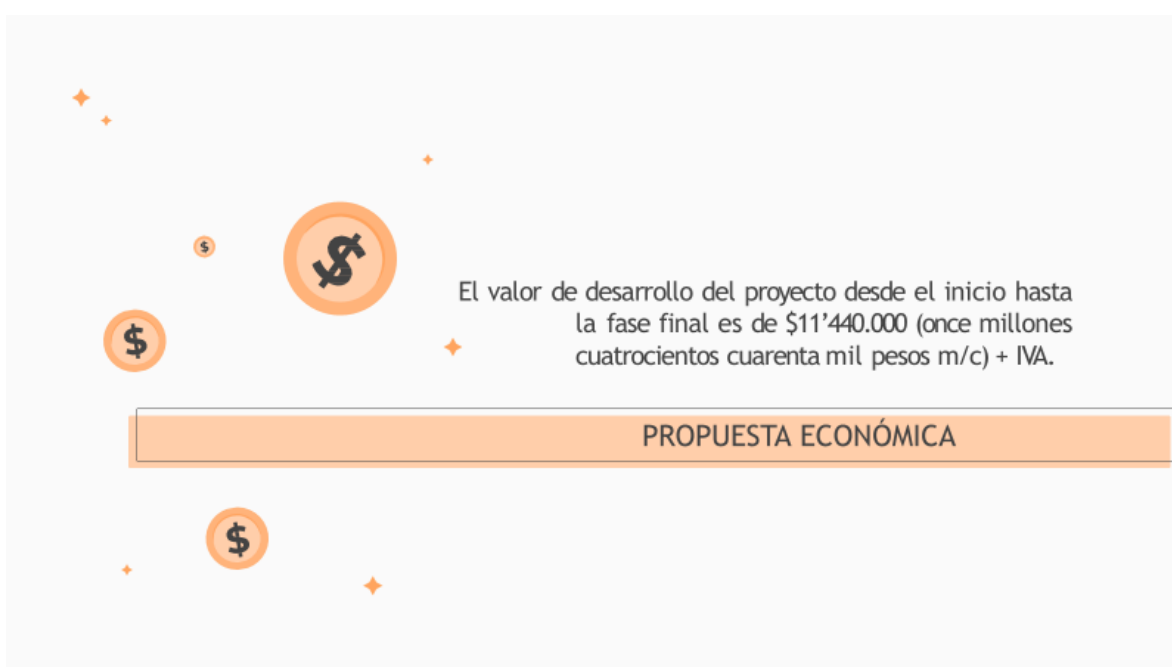 $
$
El valor de desarrollo del proyecto desde el inicio hasta
la fase final es de $11’440.000 (once millones
cuatrocientos cuarenta mil pesos m/c) + IVA.
$
PROPUESTA ECONÓMICA
$